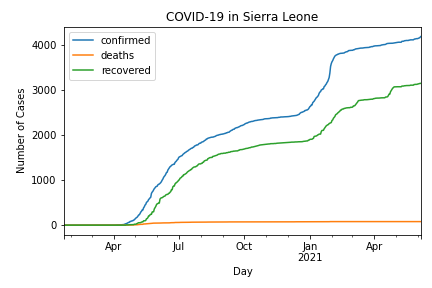 COVID-19 in Sierra Leone
confirmed
deaths
recovered
Number of Cases
4000
3000
2000
1000
0
Apr
Jul
Oct
Jan
2021
Apr
Day